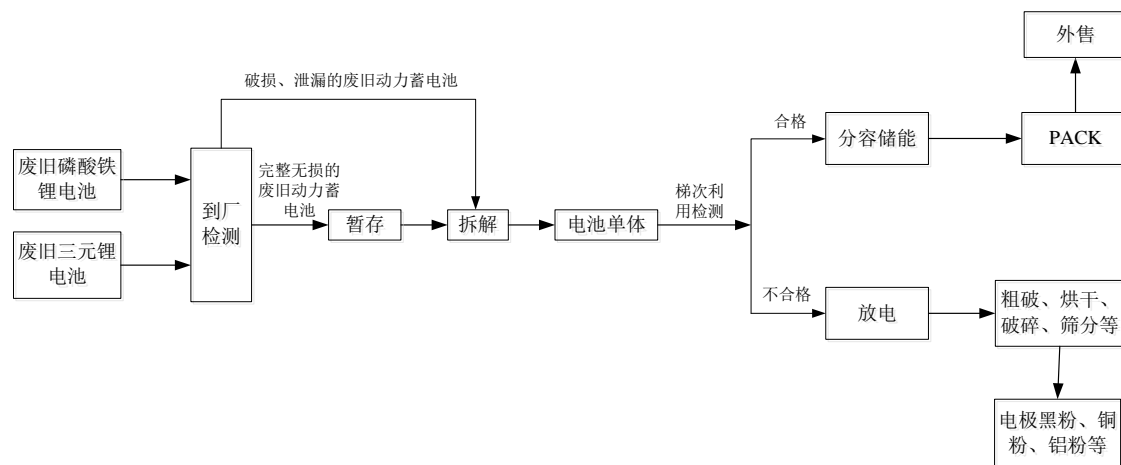 外售
破损、泄漏的废旧动力蓄电池
合格
分容储能
PACK
废旧磷酸铁
锂电池
到厂
检测
完整无损的
废旧动力蓄
电池
暂存
拆解
电池单体
梯次利
用检测
废旧三元锂
电池
不合格
放电
粗破、烘干、
破碎、筛分等
电极黑粉、铜
粉、铝粉等